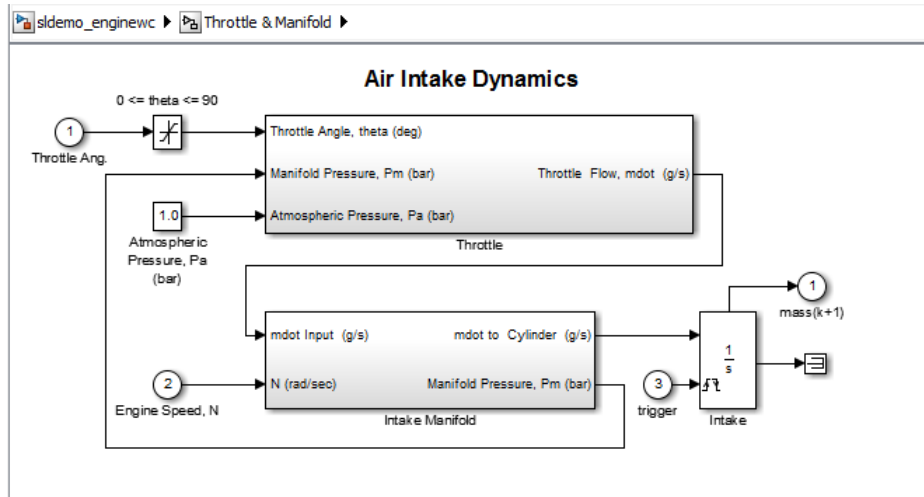 sldemo_enginewc ▶ Throttle & Manifold ▶
Air Intake Dynamics
0 <= theta <= 90
1
Throttle Ang.
Throttle Angle, theta (deg)
Manifold Pressure, Pm (bar)
Throttle Flow, mdot (g/s)
1.0
Atmospheric Pressure, Pa (bar)
Atmospheric
Pressure, Pa
(bar)
Throttle
1
mass(k+1)
mdot Input (g/s)
mdot to Cylinder (g/s)
1
s
2
N (rad/sec)
Manifold Pressure, Pm (bar)
3
Engine Speed, N
Intake Manifold
trigger
Intake